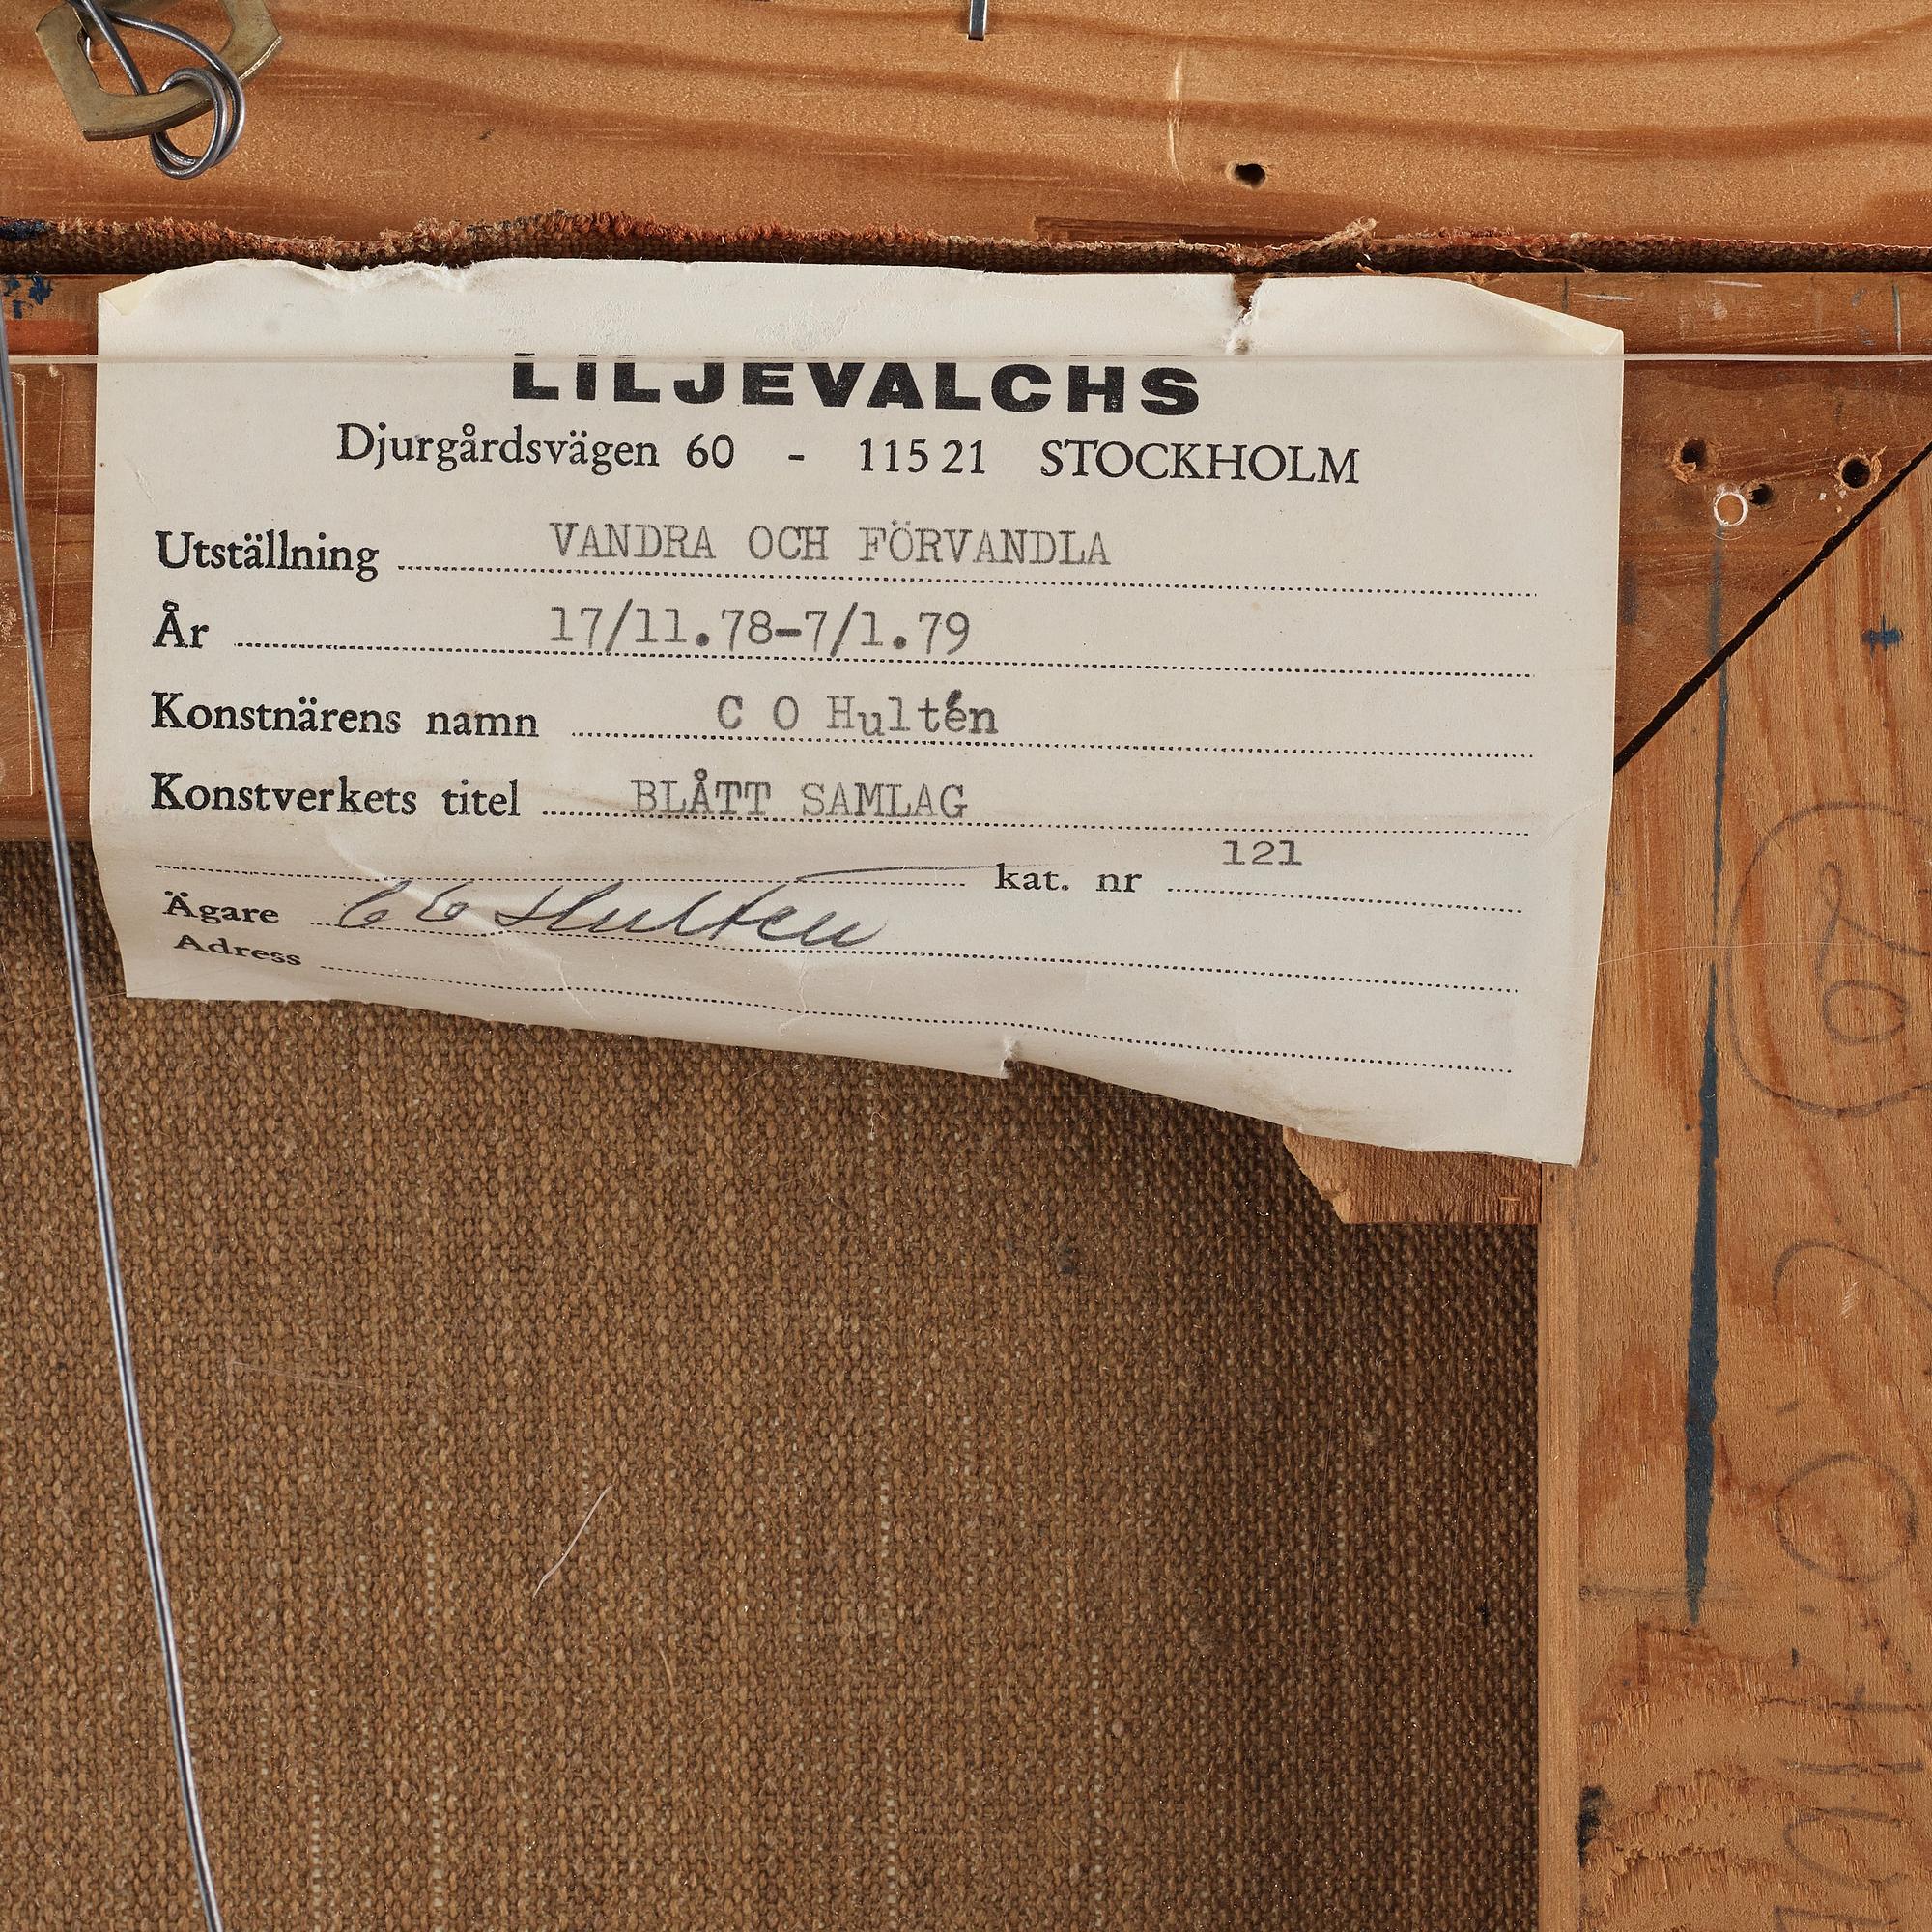 LILJEVALCHS
Djurgårdsvägen 60 - 115 21 STOCKHOLM
Utställning VANDRA OCH FÖRVANDLA
År 17/11.78-7/1.79
Konstnärens namn C O Hultén
Konstverkets titel BLÅTT SAMLAG
kat. nr 121
Ägare CO Hultén
Adress